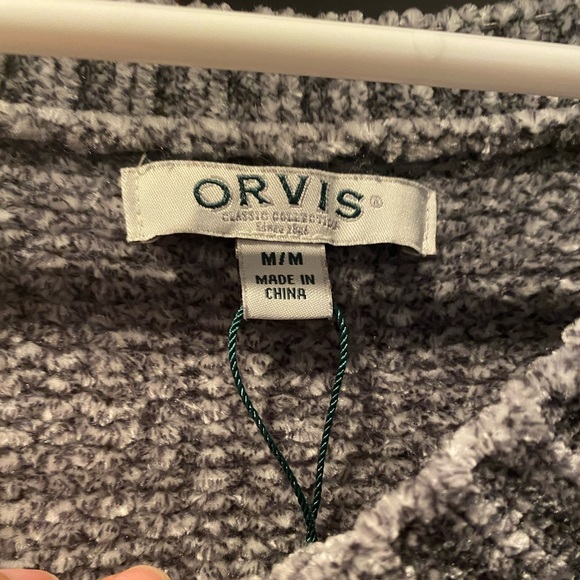 ORVIS®
CLASSIC COLLECTION
SINCE 1856
M/M
MADE IN
CHINA